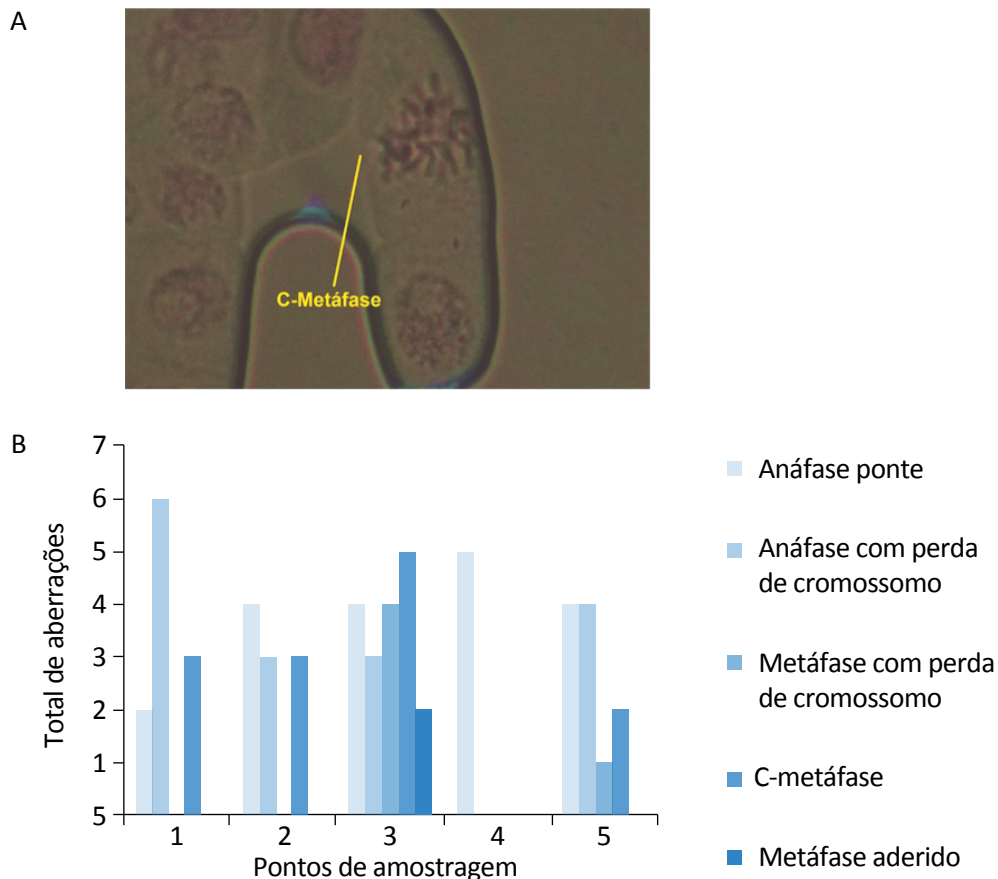 A
C-Metáfase
B
7
6
5
4
3
2
1
5
Total de aberrações
1 2 3 4 5
Pontos de amostragem
Anáfase ponte
Anáfase com perda
de cromossomo
Metáfase com perda
de cromossomo
C-metáfase
Metáfase aderido